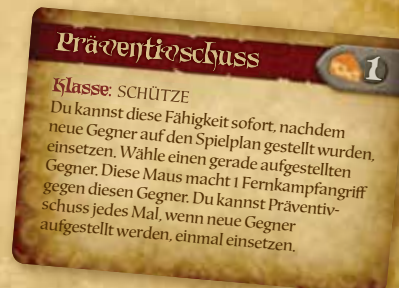 Präventivschuss
1
Klasse: SCHÜTZE
Du kannst diese Fähigkeit sofort, nachdem
neue Gegner auf den Spielplan gestellt wurden,
einsetzen. Wähle einen gerade aufgestellten
Gegner. Diese Maus macht 1 Fernkampfangriff
gegen diesen Gegner. Du kannst Präventiv-
schuss jedes Mal, wenn neue Gegner
aufgestellt werden, einmal einsetzen.